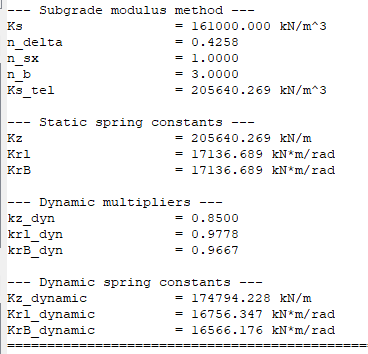 --- Subgrade modulus method ---
Ks = 161000.000 kN/m^3
n_delta = 0.4258
n_sx = 1.0000
n_b = 3.0000
Ks_tel = 205640.269 kN/m^3
--- Static spring constants ---
Kz = 205640.269 kN/m
Krl = 17136.689 kN*m/rad
KrB = 17136.689 kN*m/rad
--- Dynamic multipliers ---
kz_dyn = 0.8500
krl_dyn = 0.9778
krB_dyn = 0.9667
--- Dynamic spring constants ---
Kz_dynamic = 174794.228 kN/m
Krl_dynamic = 16756.347 kN*m/rad
KrB_dynamic = 16566.176 kN*m/rad
==================================================